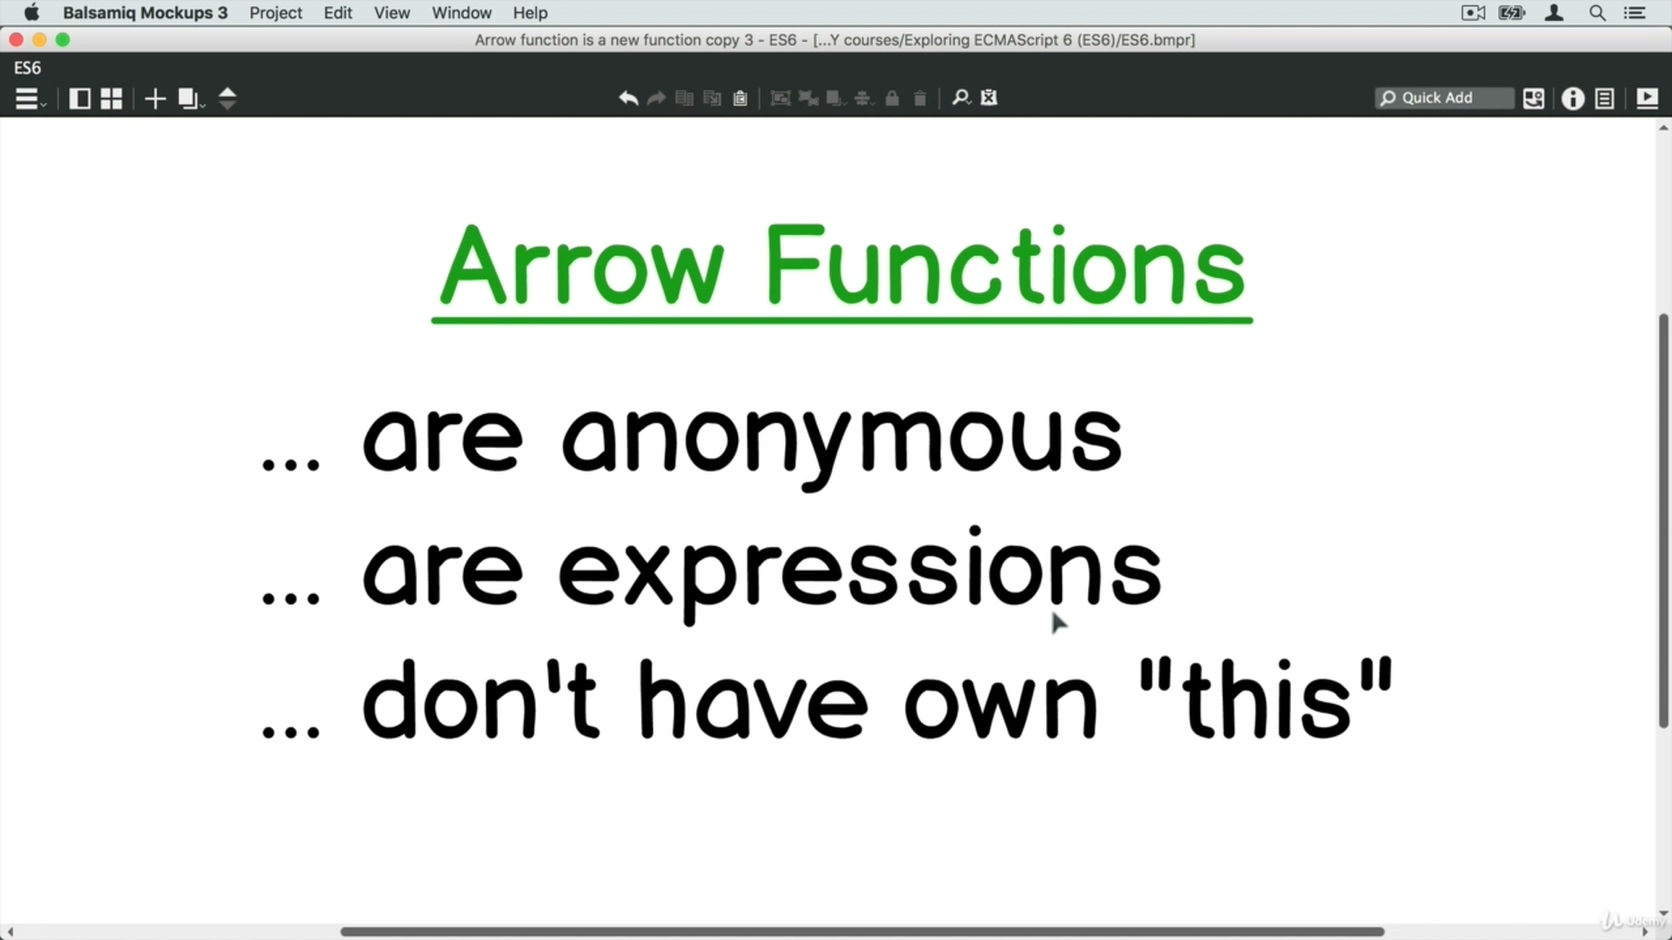 Balsamiq Mockups 3 Project Edit View Window Help
Arrow function is a new function copy 3 - ES6 - [...Y courses/Exploring ECMAScript 6 (ES6)/ES6.bmpr]
ES6
Quick Add
Arrow Functions
... are anonymous
... are expressions
... don't have own "this"
Udemy